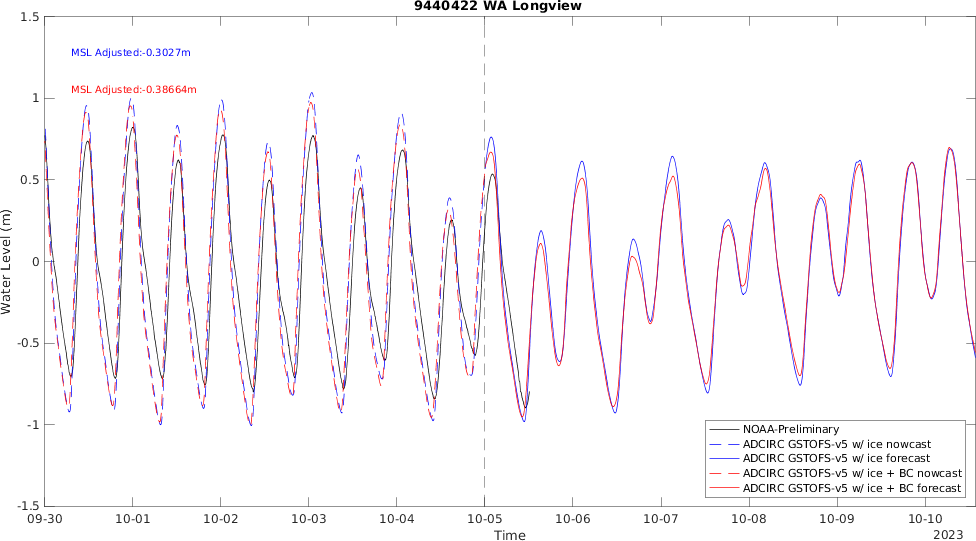 9440422 WA Longview
1.5
1
0.5
0
-0.5
-1
-1.5
Water Level (m)
MSL Adjusted:-0.3027m
MSL Adjusted:-0.38664m
NOAA-Preliminary
ADCIRC GSTOFS-v5 w/ ice nowcast
ADCIRC GSTOFS-v5 w/ ice forecast
ADCIRC GSTOFS-v5 w/ ice + BC nowcast
ADCIRC GSTOFS-v5 w/ ice + BC forecast
09-30 10-01 10-02 10-03 10-04 10-05 10-06 10-07 10-08 10-09 10-10
Time
2023